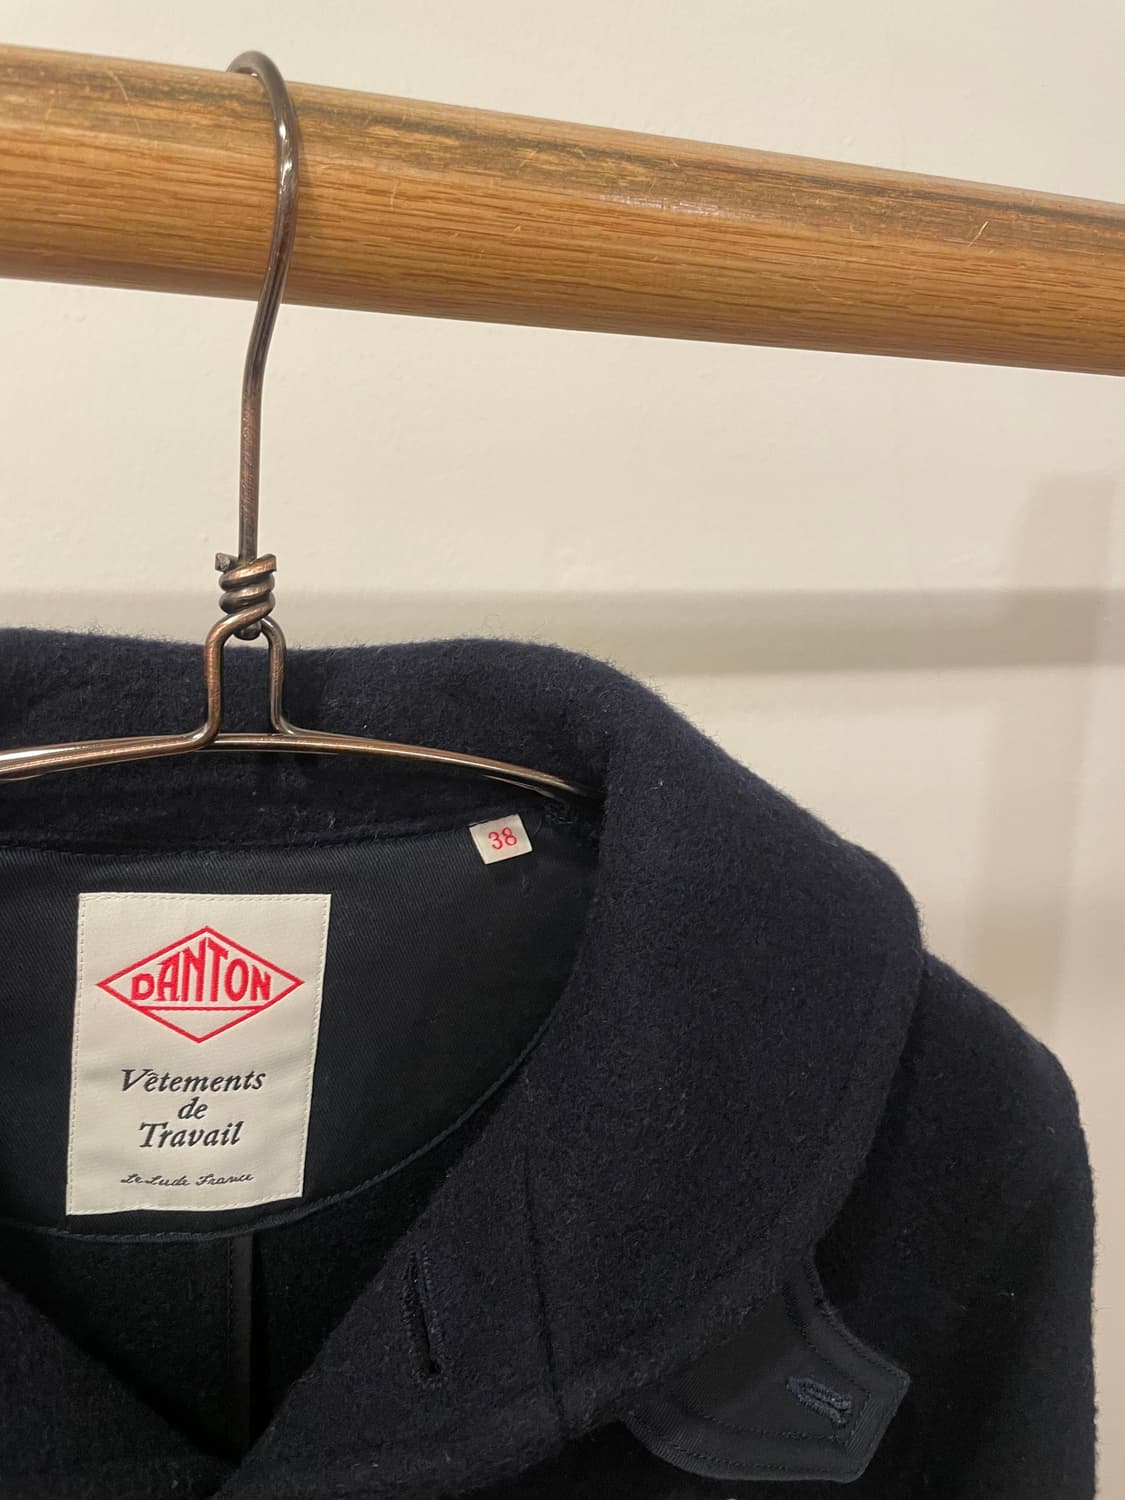 38
DANTON
Vêtements
de
Travail
Le Lude France